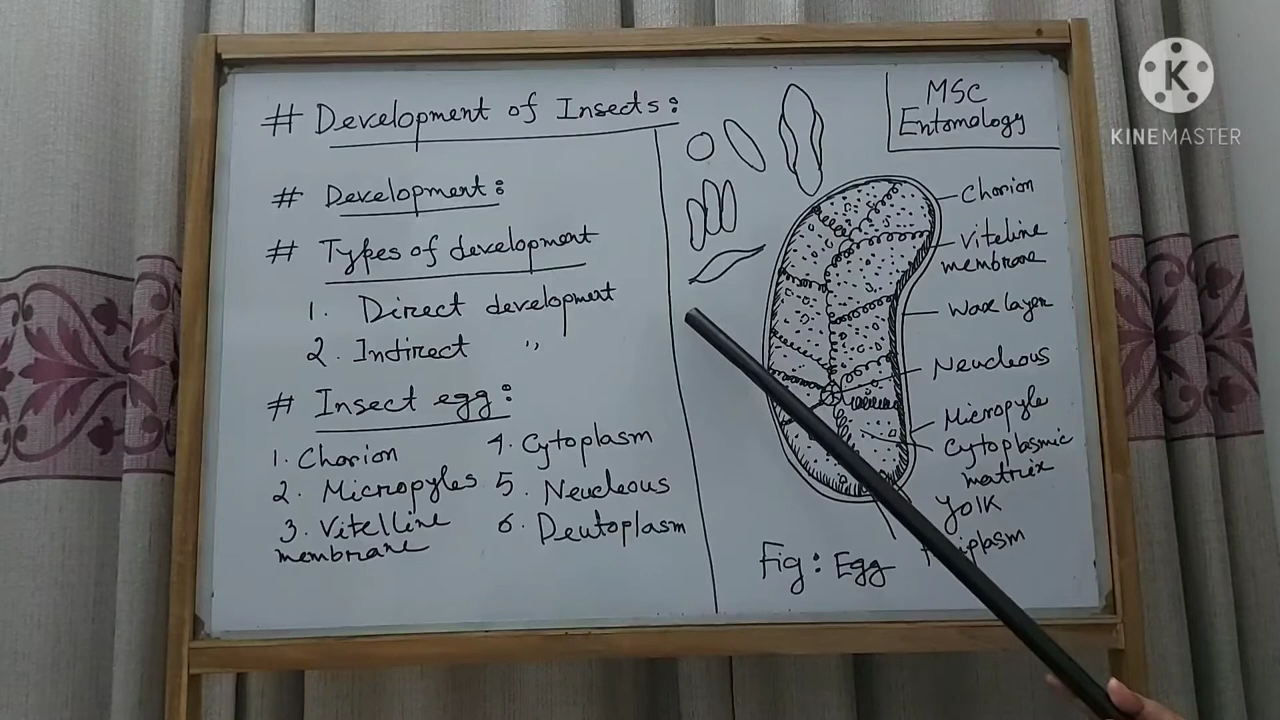 # Development of Insects:
# Development:
# Types of development
1. Direct development
2. Indirect "
# Insect egg:
1. Chorion
2. Micropyles
3. Vitelline
membrane
4. Cytoplasm
5. Neucleous
6. Deutoplasm
MSC
Entomology
Chorion
Viteline
membrane
Wax layer
Neucleous
Micropyle
Cytoplasmic
matrix
Yolk
Fig: Egg
K
KINEMASTER